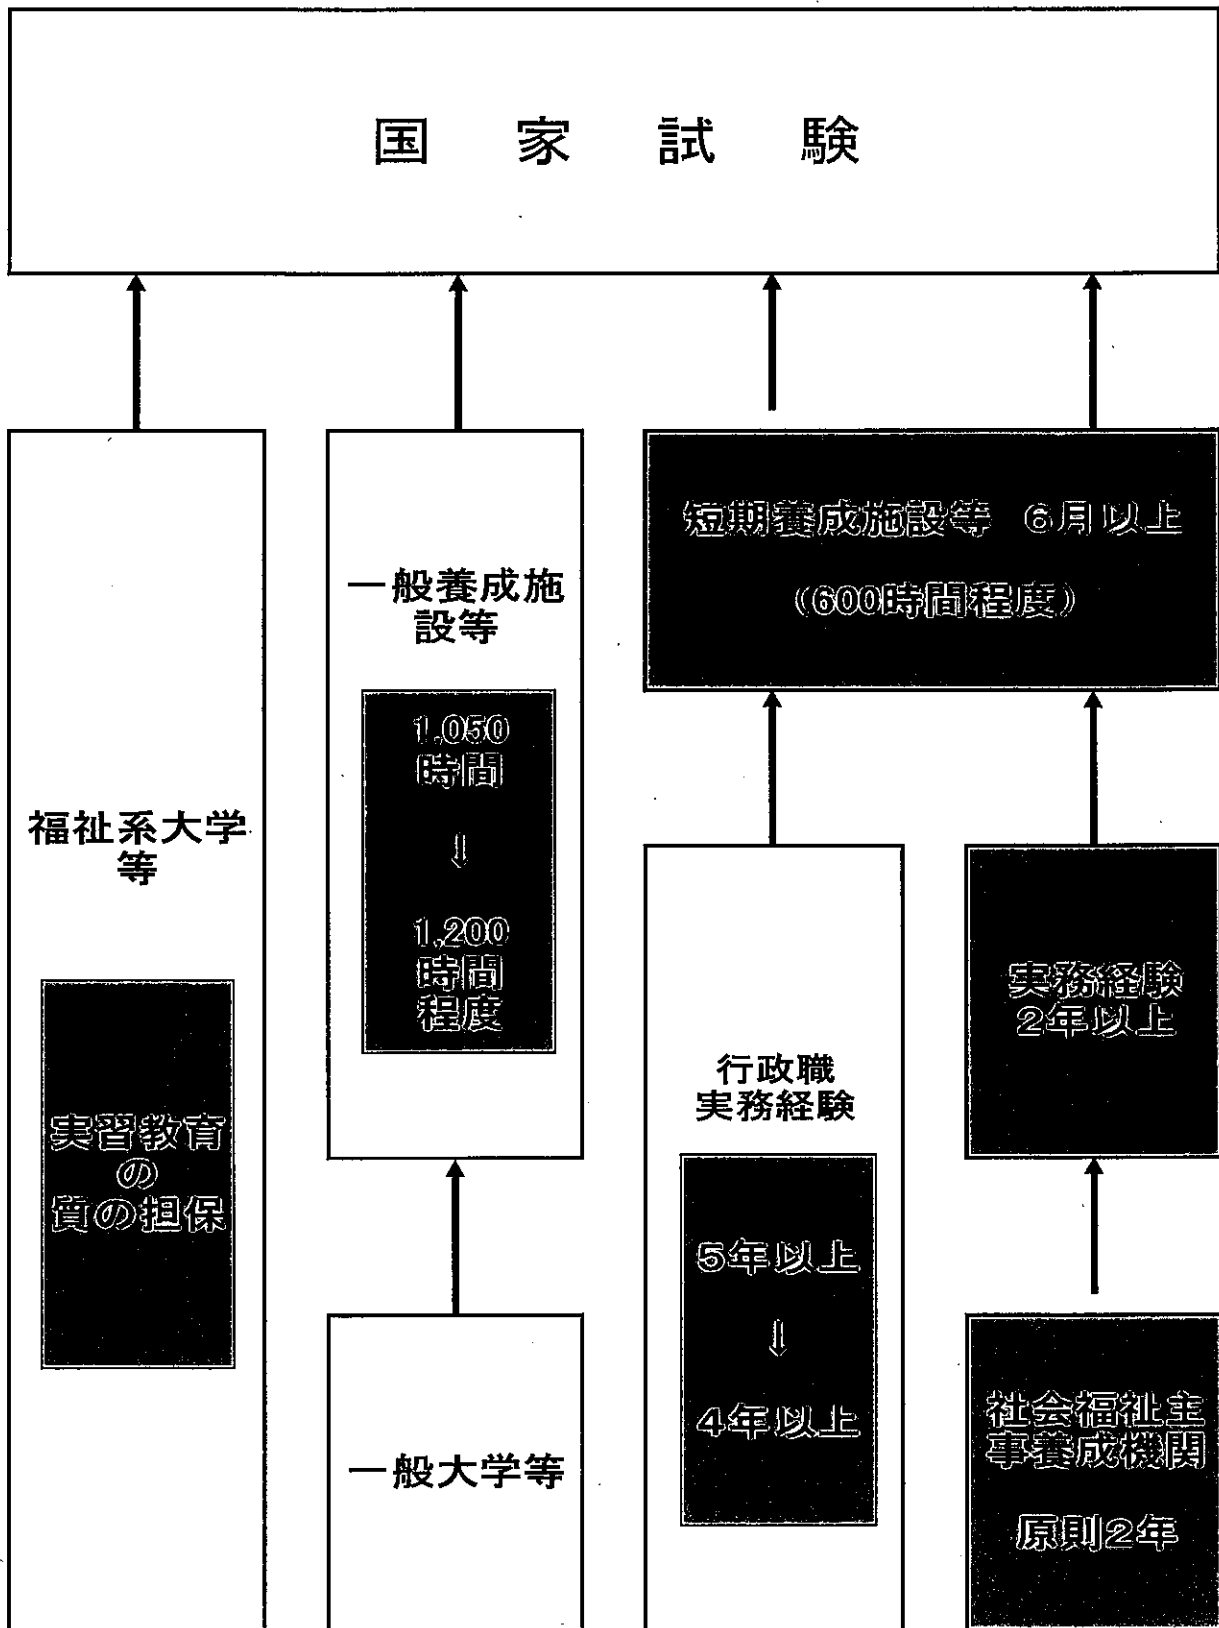 国家試験
福祉系大学
等
実習教育
の
質の担保
一般養成施
設等
1,050
時間
⇓
1,200
時間
程度
一般大学等
短期養成施設等 6月以上
（600時間程度）
行政職
実務経験
5年以上
⇓
4年以上
実務経験
2年以上
社会福祉主
事養成機関
原則2年